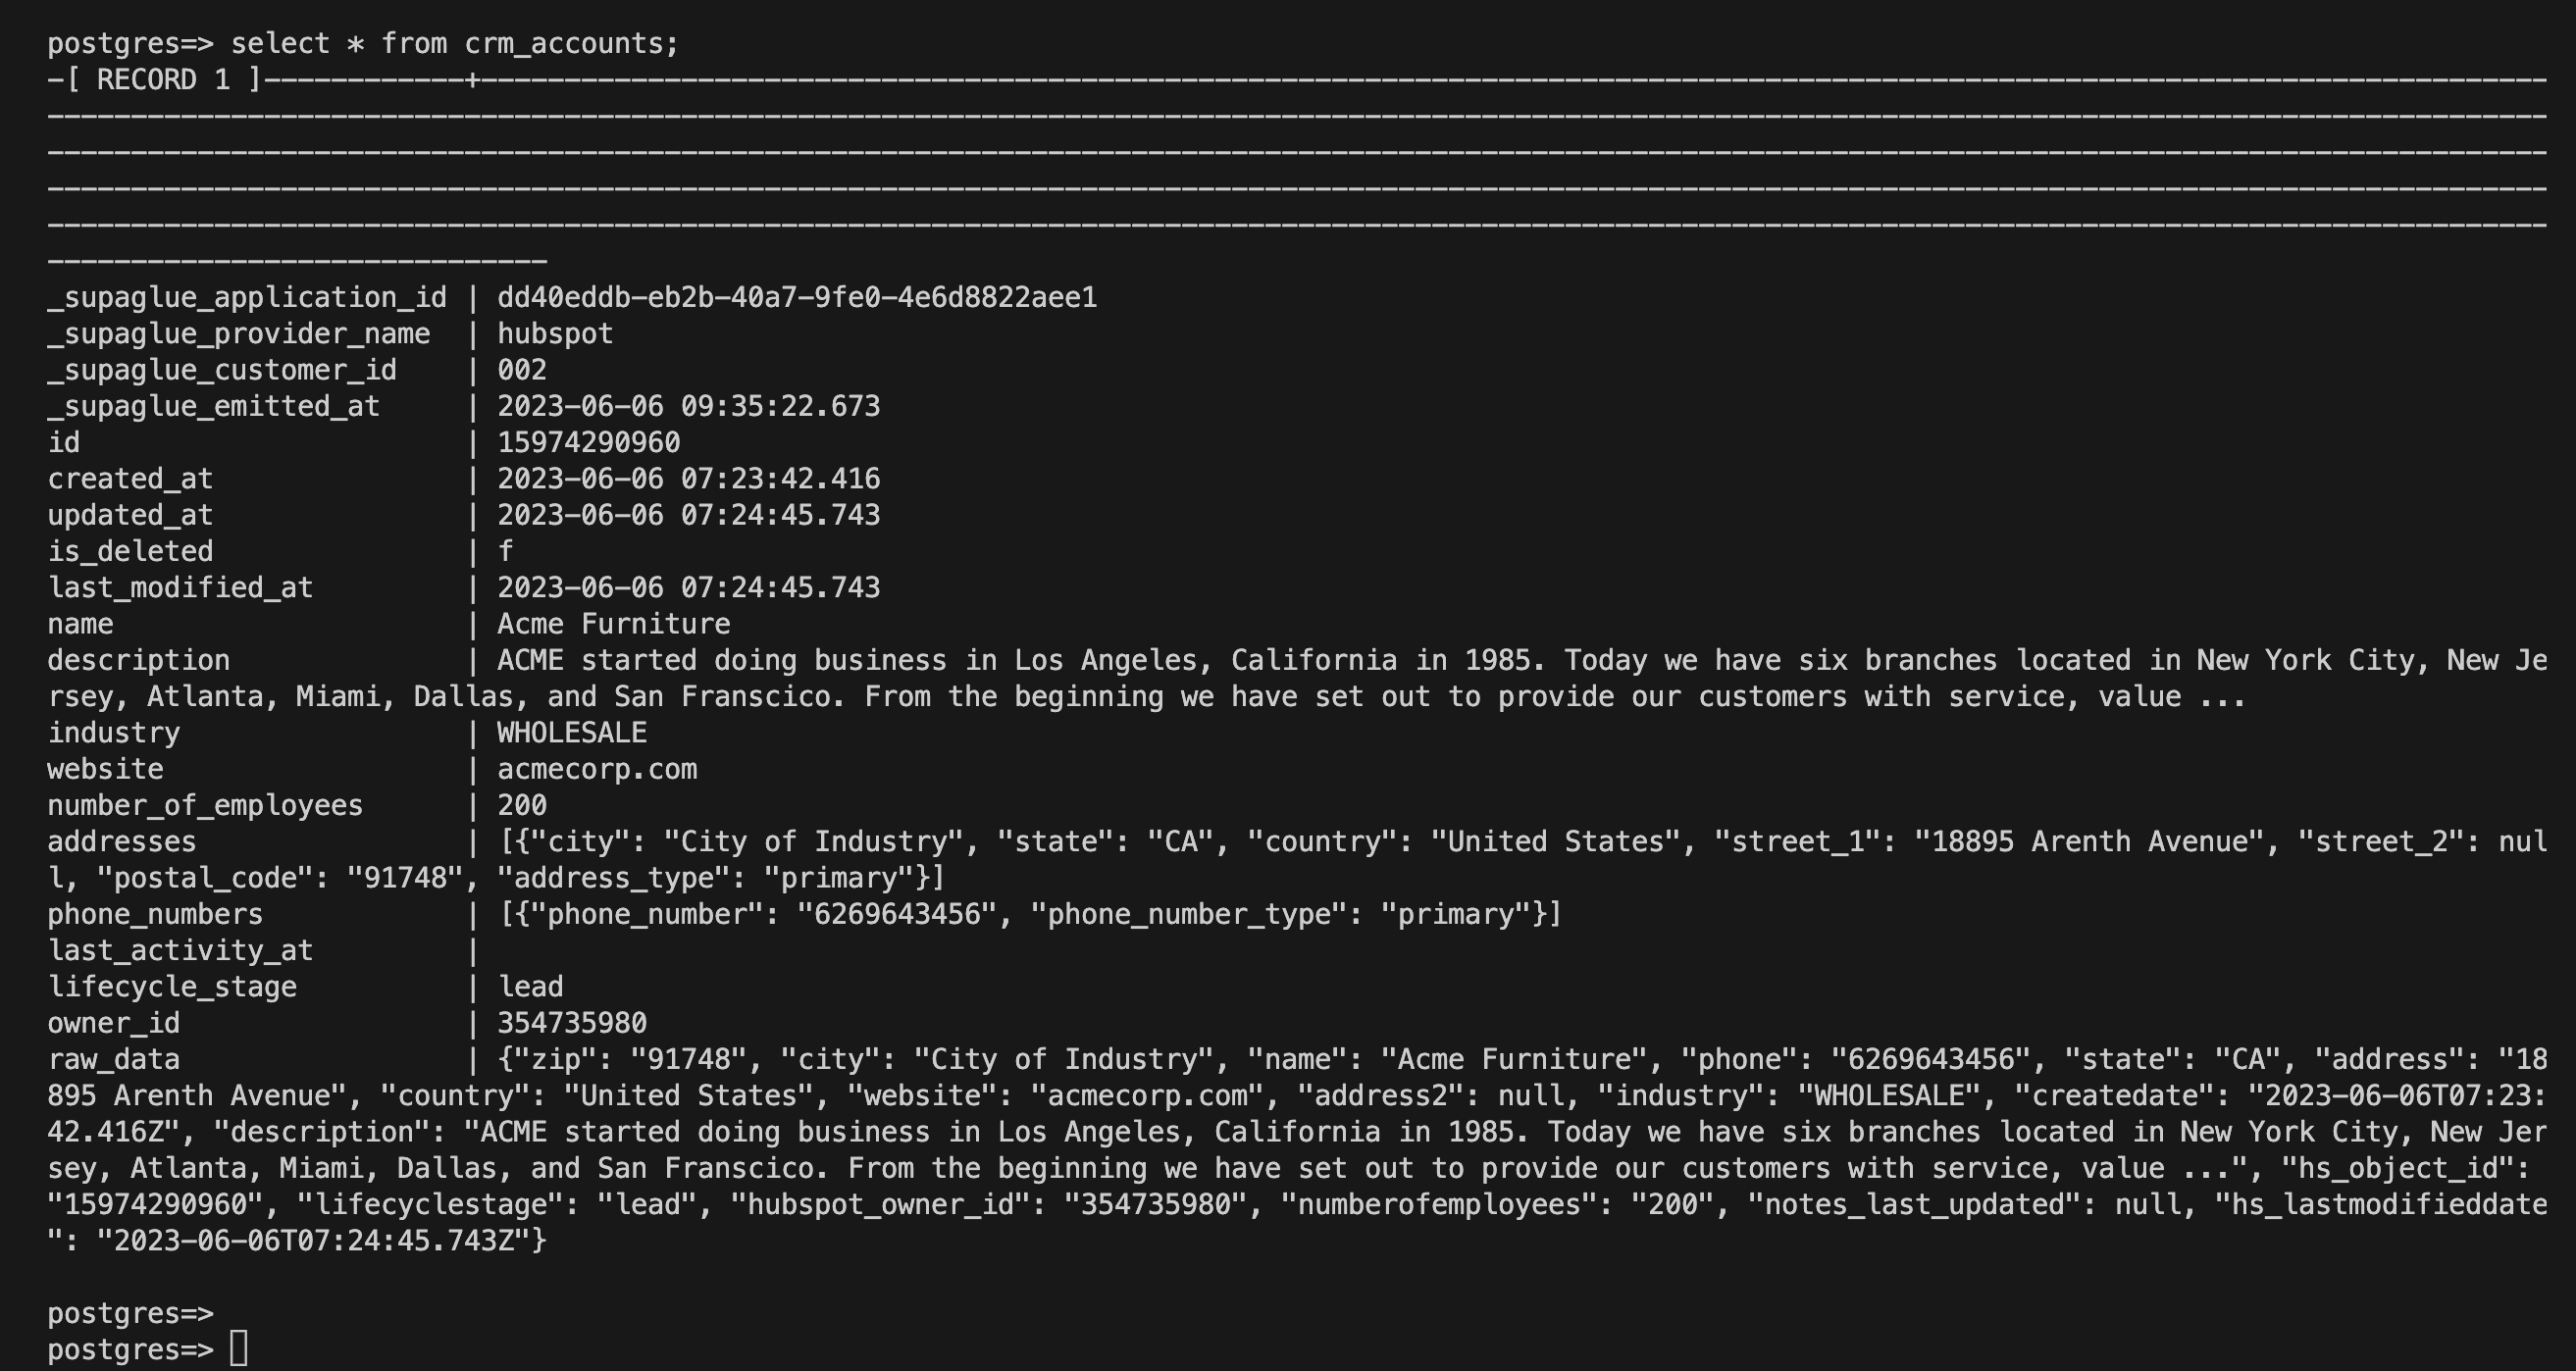 postgres=> select * from crm_accounts;
-[ RECORD 1 ]------------+----------------------------------------------------------------------------------------------------------------------------
------------------------------------------------------------------------------------------------------------------------------------------------------
------------------------------------------------------------------------------------------------------------------------------------------------------
------------------------------------------------------------------------------------------------------------------------------------------------------
------------------------------------------------------------------------------------------------------------------------------------------------------
------------------------------
_supaglue_application_id | dd40eddb-eb2b-40a7-9fe0-4e6d8822aee1
_supaglue_provider_name  | hubspot
_supaglue_customer_id    | 002
_supaglue_emitted_at     | 2023-06-06 09:35:22.673
id                       | 15974290960
created_at               | 2023-06-06 07:23:42.416
updated_at               | 2023-06-06 07:24:45.743
is_deleted               | f
last_modified_at         | 2023-06-06 07:24:45.743
name                     | Acme Furniture
description              | ACME started doing business in Los Angeles, California in 1985. Today we have six branches located in New York City, New Je
rsey, Atlanta, Miami, Dallas, and San Franscico. From the beginning we have set out to provide our customers with service, value ...
industry                 | WHOLESALE
website                  | acmecorp.com
number_of_employees      | 200
addresses                | [{"city": "City of Industry", "state": "CA", "country": "United States", "street_1": "18895 Arenth Avenue", "street_2": nul
l, "postal_code": "91748", "address_type": "primary"}]
phone_numbers            | [{"phone_number": "6269643456", "phone_number_type": "primary"}]
last_activity_at         |
lifecycle_stage          | lead
owner_id                 | 354735980
raw_data                 | {"zip": "91748", "city": "City of Industry", "name": "Acme Furniture", "phone": "6269643456", "state": "CA", "address": "18
895 Arenth Avenue", "country": "United States", "website": "acmecorp.com", "address2": null, "industry": "WHOLESALE", "createdate": "2023-06-06T07:23:
42.416Z", "description": "ACME started doing business in Los Angeles, California in 1985. Today we have six branches located in New York City, New Jer
sey, Atlanta, Miami, Dallas, and San Franscico. From the beginning we have set out to provide our customers with service, value ...", "hs_object_id":
"15974290960", "lifecyclestage": "lead", "hubspot_owner_id": "354735980", "numberofemployees": "200", "notes_last_updated": null, "hs_lastmodifieddate
": "2023-06-06T07:24:45.743Z"}
postgres=>
postgres=>